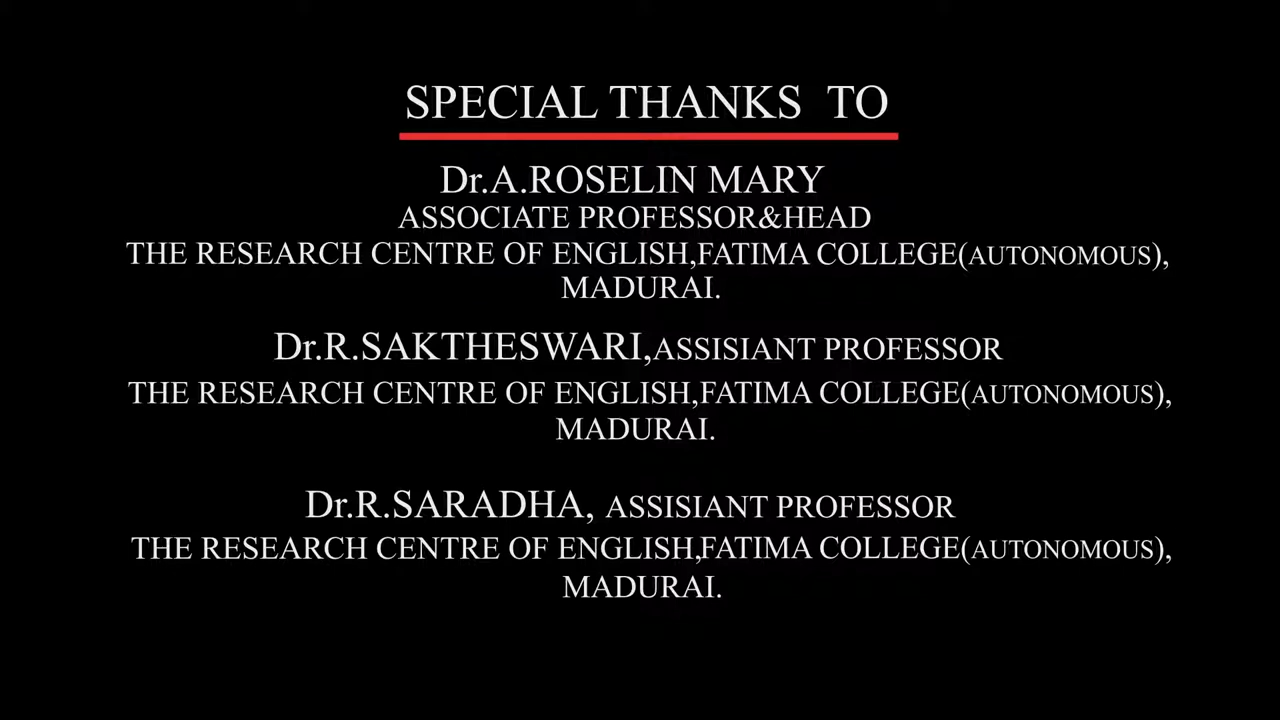 SPECIAL THANKS  TO
Dr.A.ROSELIN MARY
ASSOCIATE PROFESSOR&HEAD
THE RESEARCH CENTRE OF ENGLISH,FATIMA COLLEGE(AUTONOMOUS),
MADURAI.
Dr.R.SAKTHESWARI,ASSISIANT PROFESSOR
THE RESEARCH CENTRE OF ENGLISH,FATIMA COLLEGE(AUTONOMOUS),
MADURAI.
Dr.R.SARADHA, ASSISIANT PROFESSOR
THE RESEARCH CENTRE OF ENGLISH,FATIMA COLLEGE(AUTONOMOUS),
MADURAI.